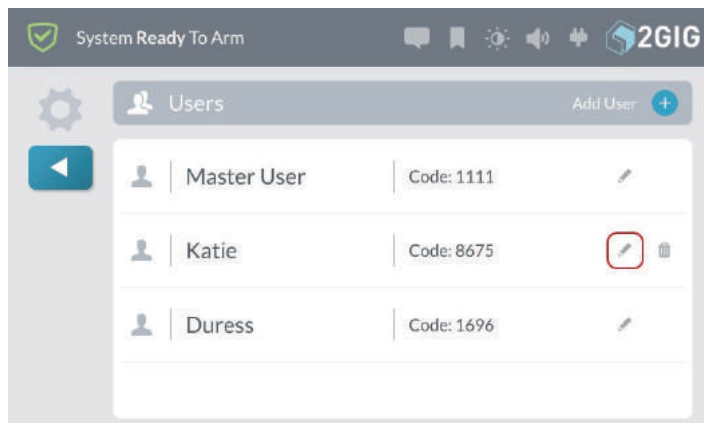 System Ready To Arm
2GIG
Users
Add User
Master User
Code: 1111
Katie
Code: 8675
Duress
Code: 1696